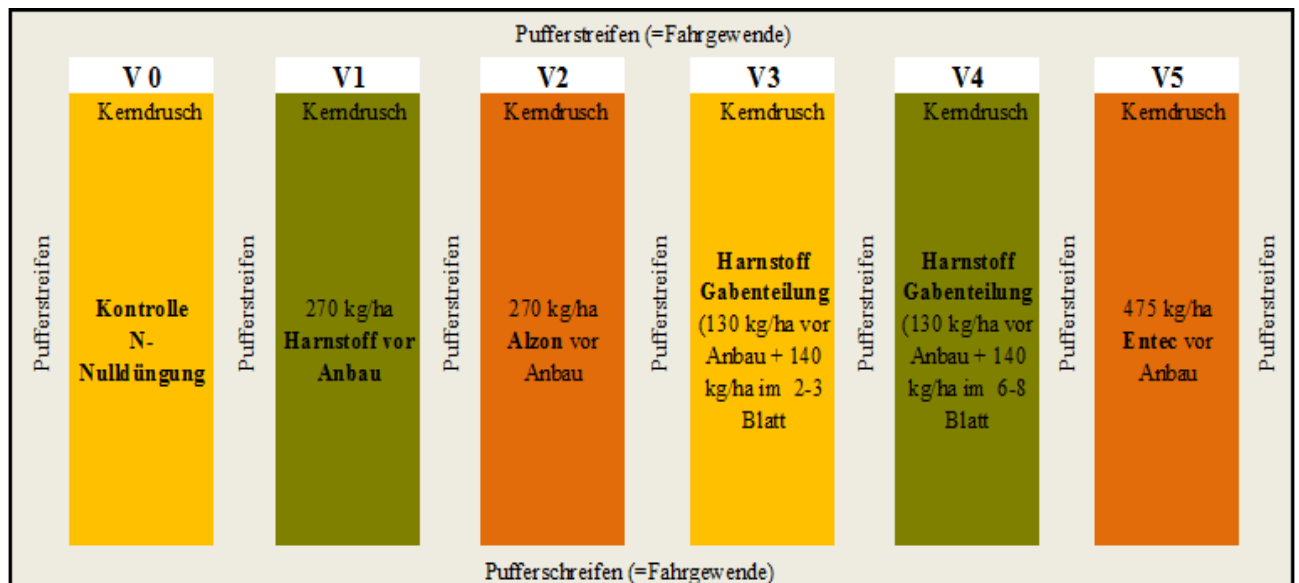 Pufferstreifen (=Fahrgewende)
V 0
V1
V2
V3
V4
V5
Kerndrusch
Kerndrusch
Kerndrusch
Kerndrusch
Kerndrusch
Kerndrusch
Pufferstreifen
Kontrolle
N-
Nulldüngung
Pufferstreifen
270 kg/ha
Harnstoff vor
Anbau
Pufferstreifen
270 kg/ha
Alzon vor
Anbau
Pufferstreifen
Harnstoff
Gabenteilung
(130 kg/ha vor
Anbau + 140
kg/ha im 2-3
Blatt
Pufferstreifen
Harnstoff
Gabenteilung
(130 kg/ha vor
Anbau + 140
kg/ha im 6-8
Blatt
Pufferstreifen
475 kg/ha
Entec vor
Anbau
Pufferstreifen
Pufferschreifen (=Fahrgewende)